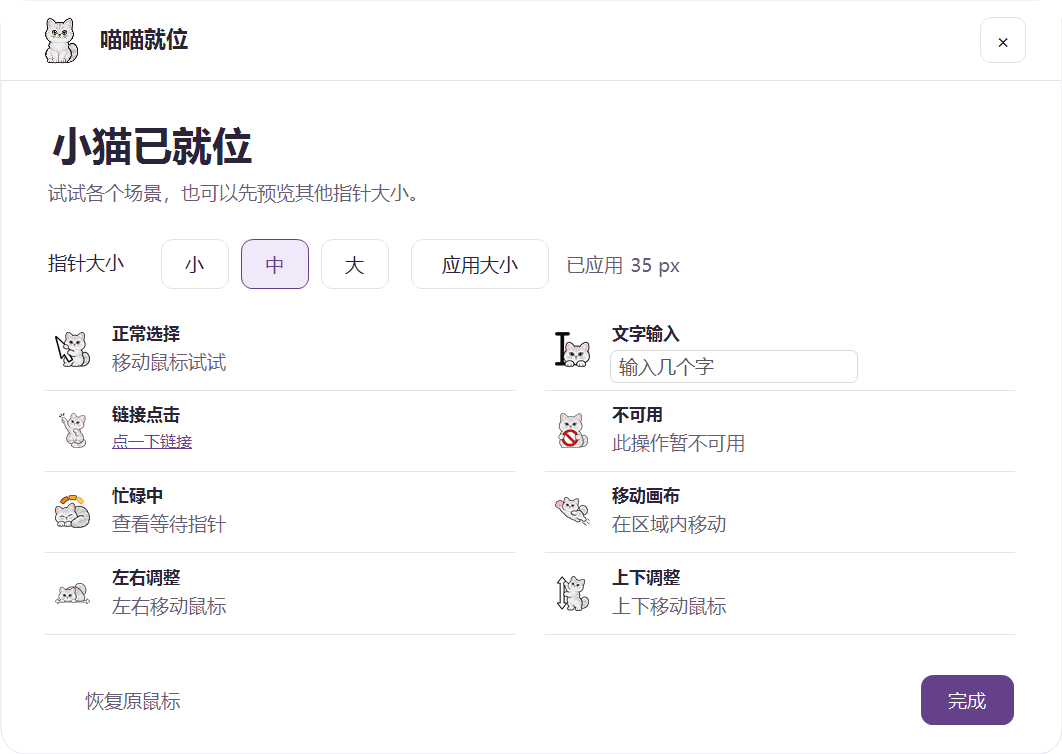 喵喵就位
×
小猫已就位
试试各个场景，也可以先预览其他指针大小。
指针大小 小 中 大 应用大小 已应用 35 px
正常选择
移动鼠标试试
文字输入
输入几个字
链接点击
点一下链接
不可用
此操作暂不可用
忙碌中
查看等待指针
移动画布
在区域内移动
左右调整
左右移动鼠标
上下调整
上下移动鼠标
恢复原鼠标
完成